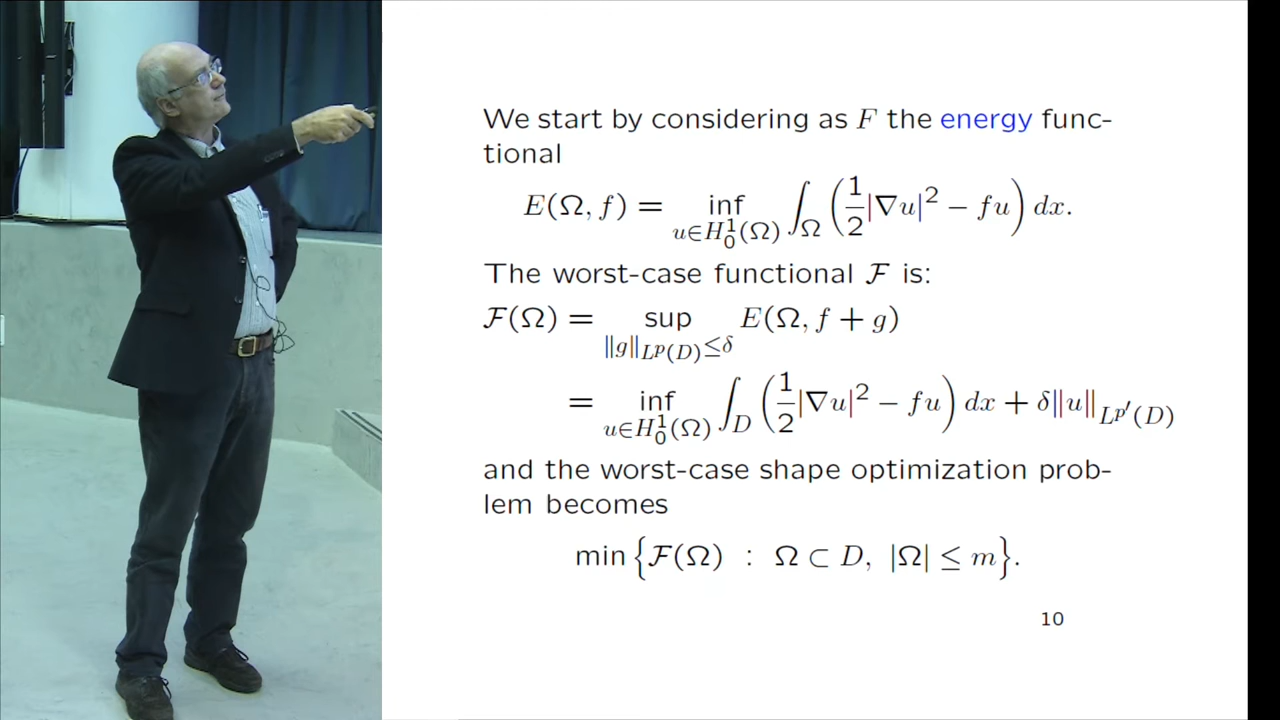 We start by considering as F the energy func-
tional
E(Ω, f) = inf_{u∈H^1_0(Ω)} ∫_Ω (1/2|∇u|^2 − fu) dx.
The worst-case functional ℱ is:
ℱ(Ω) = sup_{‖g‖_{L^p(D)}≤δ} E(Ω, f + g)
= inf_{u∈H^1_0(Ω)} ∫_D (1/2|∇u|^2 − fu) dx + δ‖u‖_{L^{p′}(D)}
and the worst-case shape optimization prob-
lem becomes
min {ℱ(Ω) : Ω ⊂ D, |Ω| ≤ m}.
10